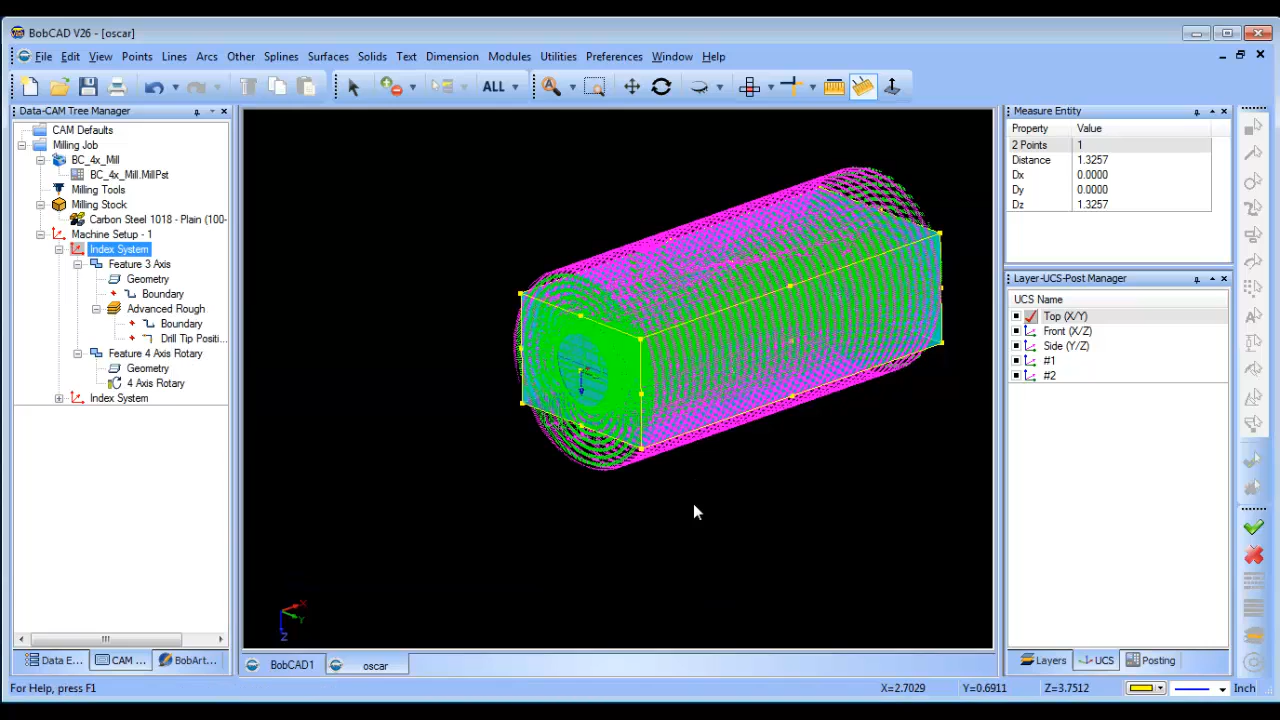 BobCAD V26 - [oscar]
File Edit View Points Lines Arcs Other Splines Surfaces Solids Text Dimension Modules Utilities Preferences Window Help
ALL
Data-CAM Tree Manager
CAM Defaults
Milling Job
BC_4x_Mill
BC_4x_Mill.MillPst
Milling Tools
Milling Stock
Carbon Steel 1018 - Plain (100-
Machine Setup - 1
Index System
Feature 3 Axis
Geometry
Boundary
Advanced Rough
Boundary
Drill Tip Positi...
Feature 4 Axis Rotary
Geometry
4 Axis Rotary
Index System
Data E... CAM ... BobArt...
X
Y
Z
BobCAD1 oscar
Measure Entity
Property Value
2 Points 1
Distance 1.3257
Dx 0.0000
Dy 0.0000
Dz 1.3257
Layer-UCS-Post Manager
UCS Name
Top (X/Y)
Front (X/Z)
Side (Y/Z)
#1
#2
Layers UCS Posting
For Help, press F1 X=2.7029 Y=0.6911 Z=3.7512 Inch